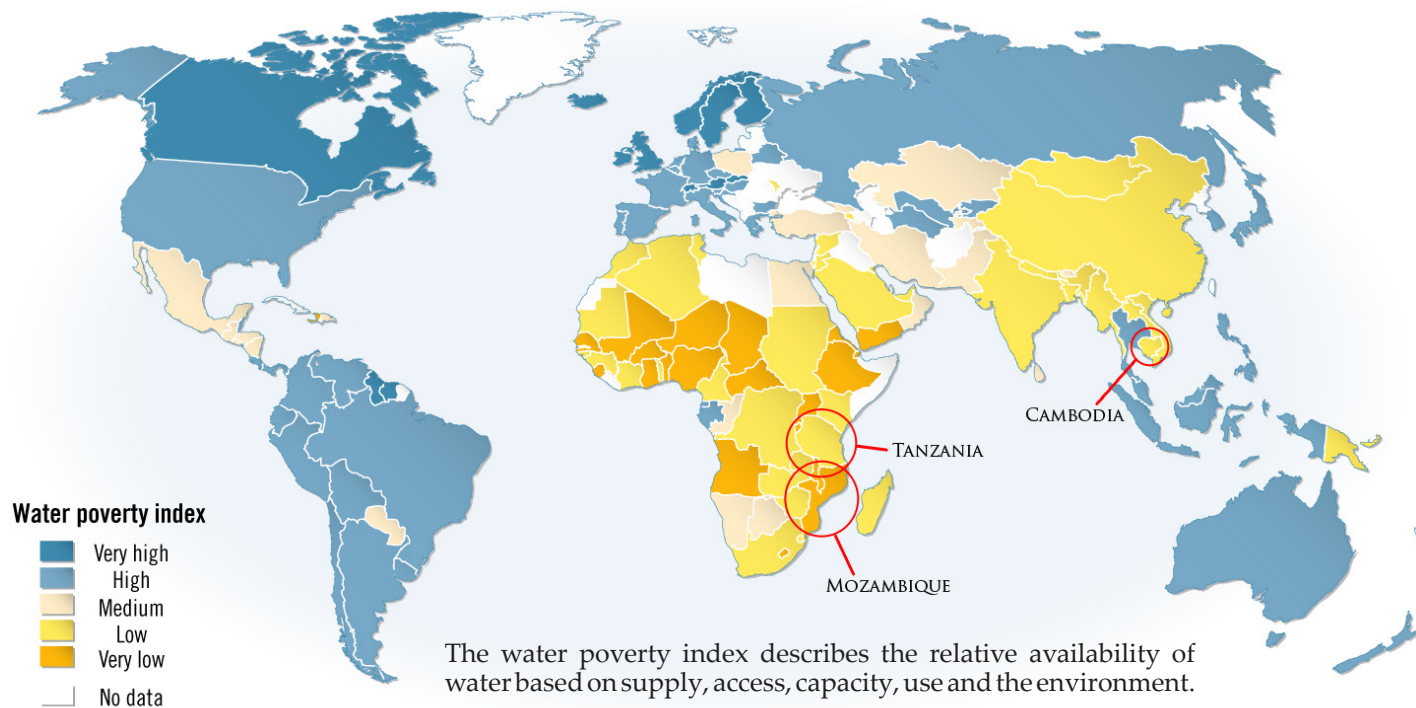 CAMBODIA
TANZANIA
MOZAMBIQUE
Water poverty index
Very high
High
Medium
Low
Very low
No data
The water poverty index describes the relative availability of
water based on supply, access, capacity, use and the environment.